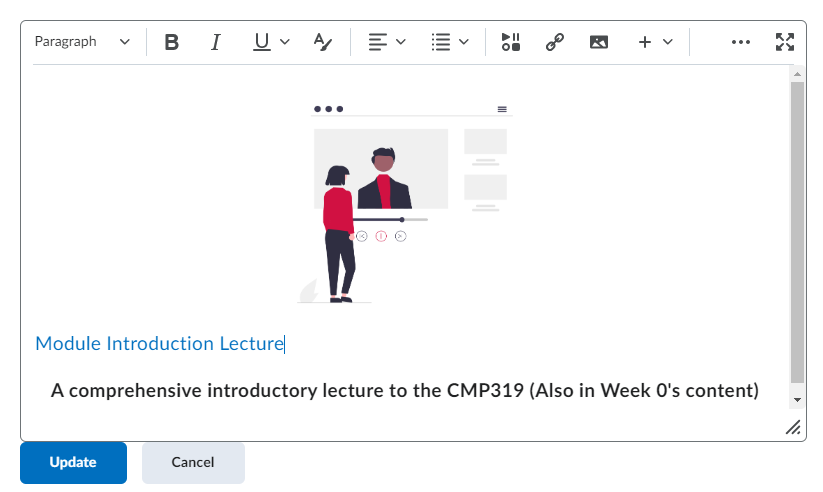 Paragraph
Module Introduction Lecture
A comprehensive introductory lecture to the CMP319 (Also in Week 0's content)
Update
Cancel